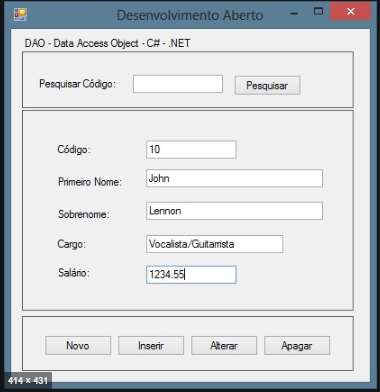 Desenvolvimento Aberto
DAO - Data Access Object - C# - .NET
Pesquisar Código: Pesquisar
Código: 10
Primeiro Nome: John
Sobrenome: Lennon
Cargo: Vocalista/Guitarrista
Salário: 1234.55
Novo Inserir Alterar Apagar
414 × 431